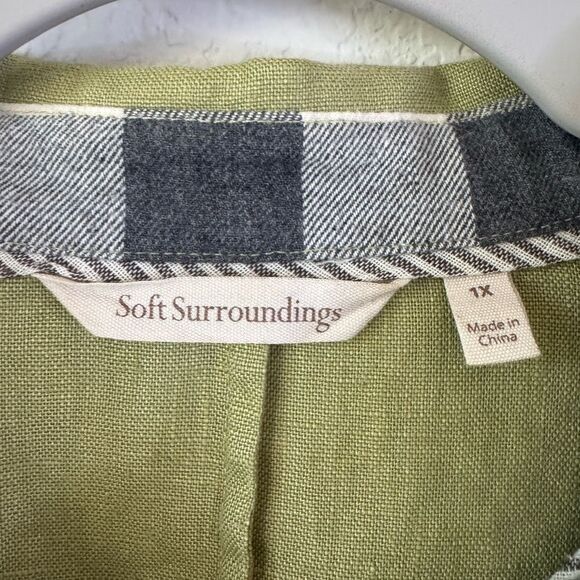 Soft Surroundings
1X
Made in
China